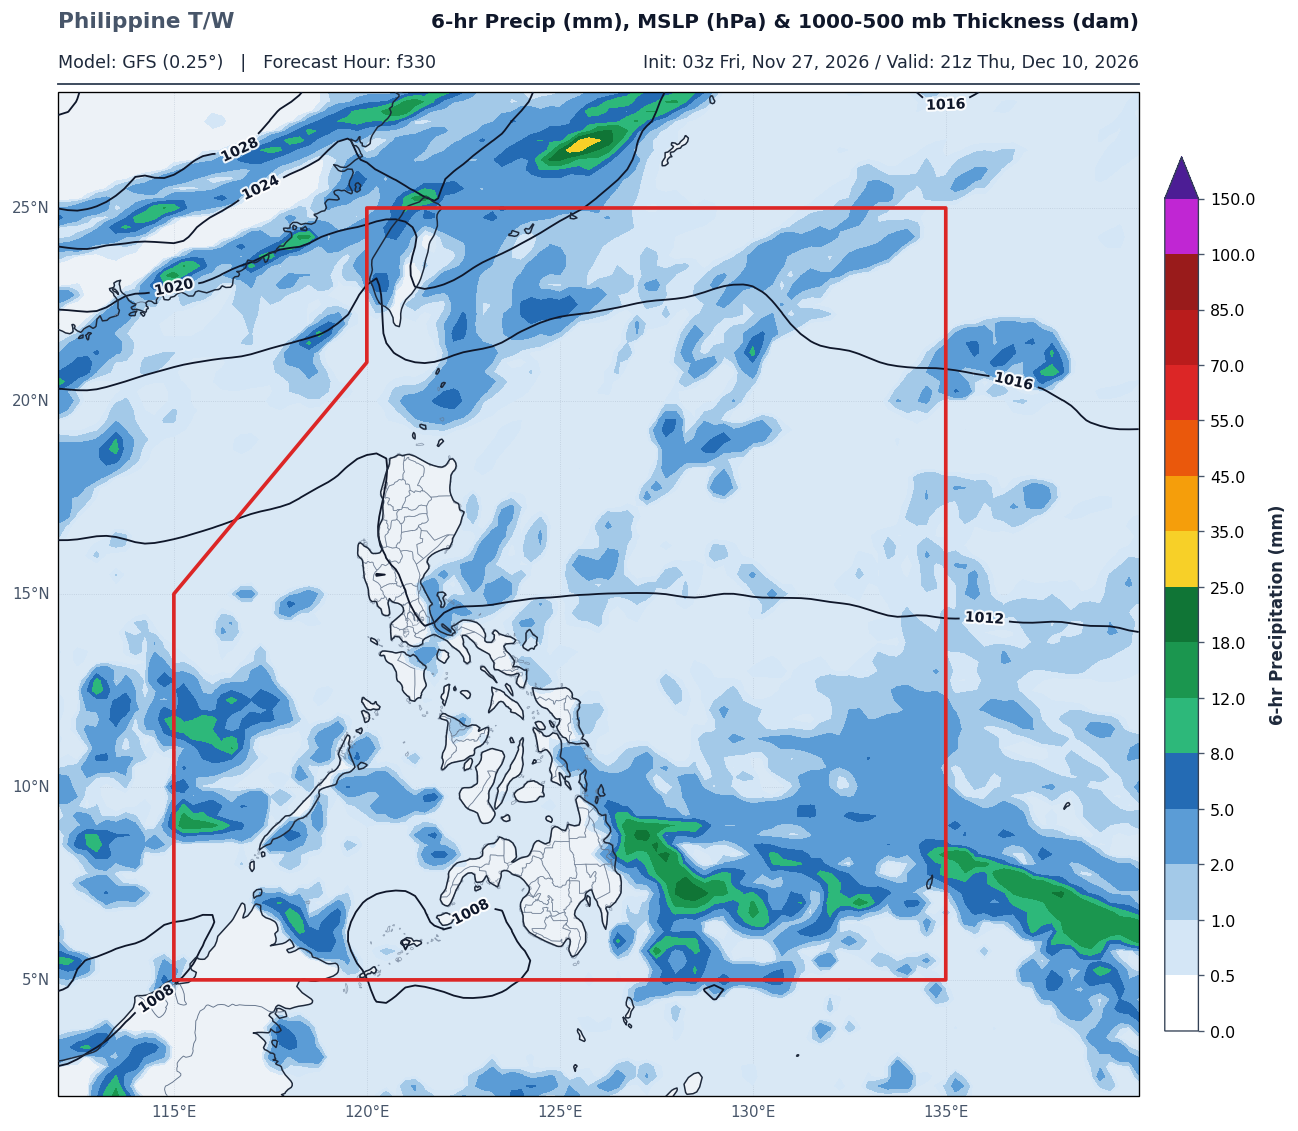 Philippine T/W
6-hr Precip (mm), MSLP (hPa) & 1000-500 mb Thickness (dam)
Model: GFS (0.25°) | Forecast Hour: f330
Init: 03z Fri, Nov 27, 2026 / Valid: 21z Thu, Dec 10, 2026
1016
1028
1024
1020
1016
1012
1008
1008
25°N
20°N
15°N
10°N
5°N
115°E
120°E
125°E
130°E
135°E
150.0
100.0
85.0
70.0
55.0
45.0
35.0
25.0
18.0
12.0
8.0
5.0
2.0
1.0
0.5
0.0
6-hr Precipitation (mm)